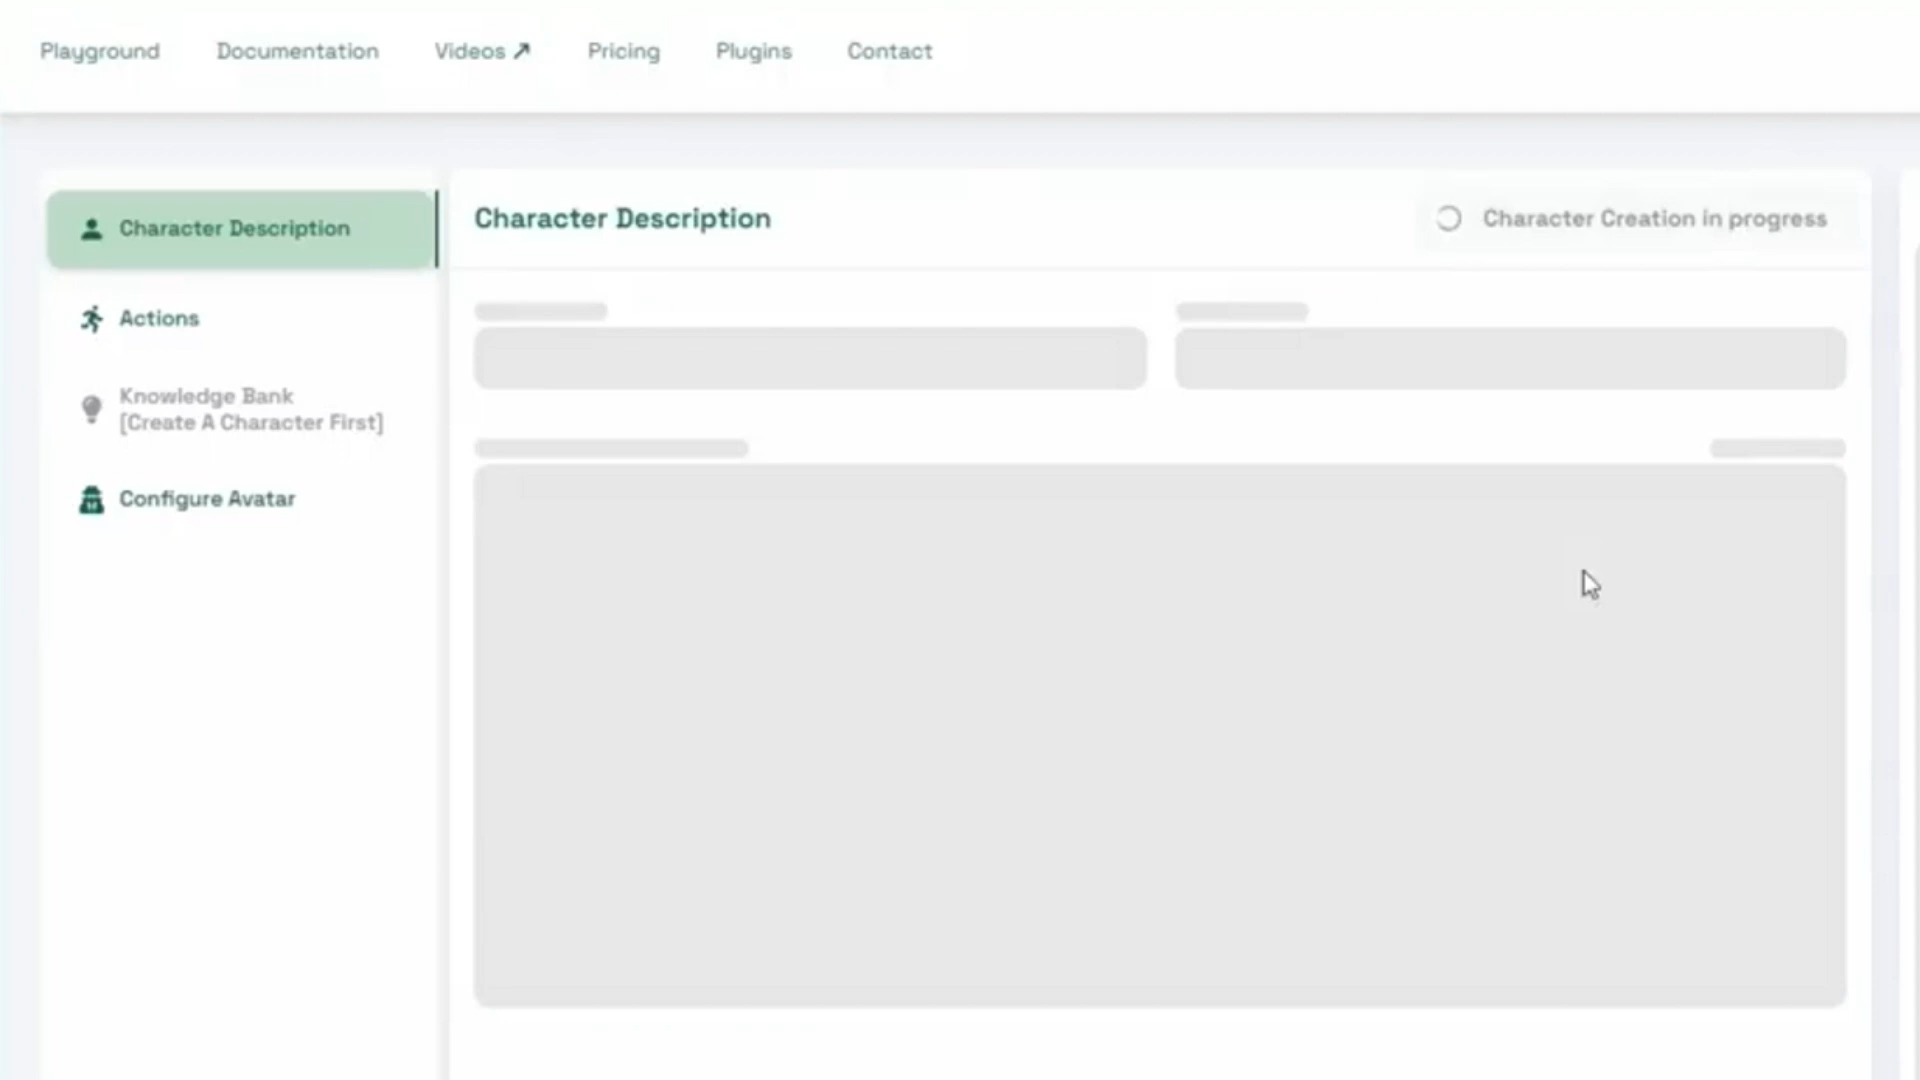 Playground Documentation Videos ↗ Pricing Plugins Contact
Character Description
Actions
Knowledge Bank
[Create A Character First]
Configure Avatar
Character Description
Character Creation in progress